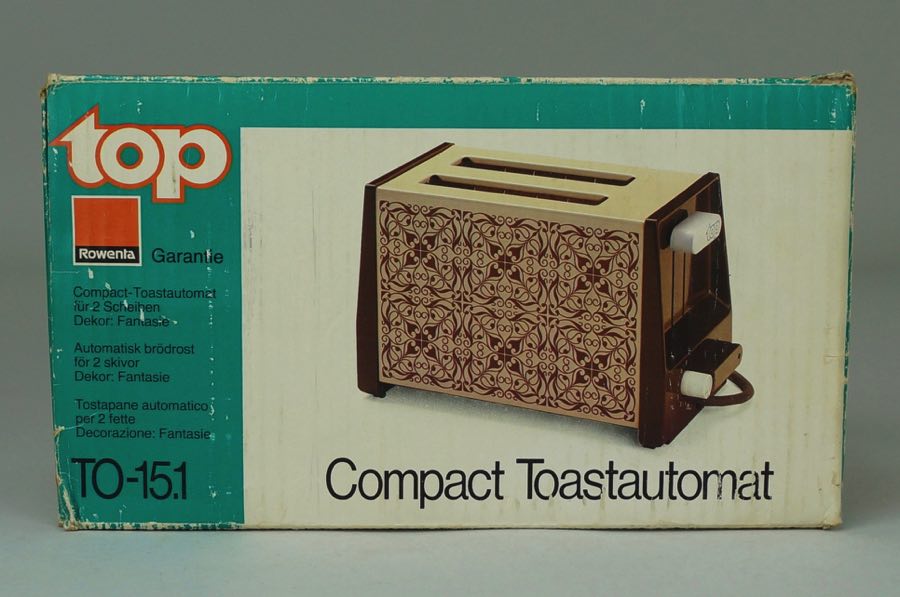 top
Rowenta
Garantie
Compact-Toastautomat
für 2 Scheiben
Dekor: Fantasie
Automatisk brödrost
för 2 skivor
Dekor: Fantasie
Tostapane automatico
per 2 fette
Decorazione: Fantasie
TO-15.1
Compact Toastautomat
top